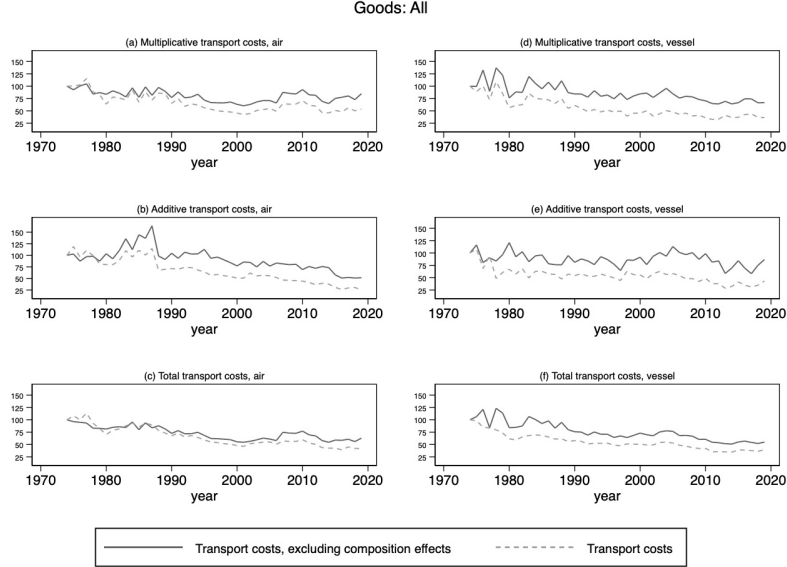 Goods: All
(a) Multiplicative transport costs, air
150
125
100
75
50
25
1970 1980 1990 2000 2010 2020
year
(d) Multiplicative transport costs, vessel
150
125
100
75
50
25
1970 1980 1990 2000 2010 2020
year
(b) Additive transport costs, air
150
125
100
75
50
25
1970 1980 1990 2000 2010 2020
year
(e) Additive transport costs, vessel
150
125
100
75
50
25
1970 1980 1990 2000 2010 2020
year
(c) Total transport costs, air
150
125
100
75
50
25
1970 1980 1990 2000 2010 2020
year
(f) Total transport costs, vessel
150
125
100
75
50
25
1970 1980 1990 2000 2010 2020
year
Transport costs, excluding composition effects
Transport costs